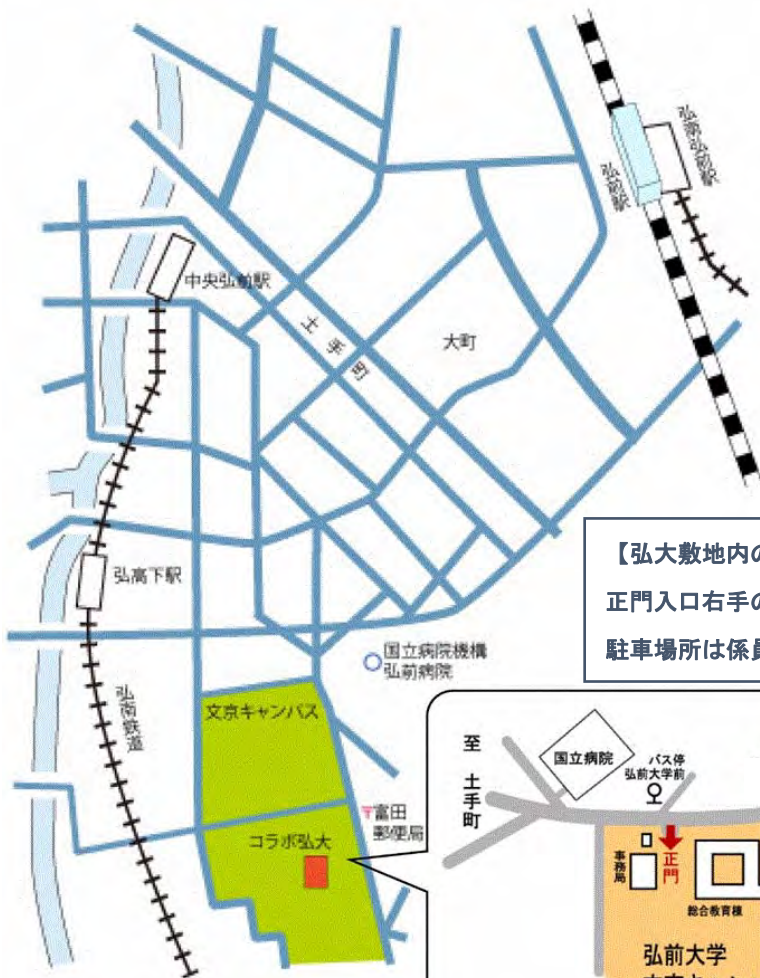 弘南弘前駅
弘前駅
中央弘前駅
土手町
大町
弘高下駅
弘南鉄道
国立病院機構
弘前病院
文京キャンパス
〒富田
郵便局
コラボ弘大
【弘大敷地内の
正門入口右手の
駐車場所は係員
至 土手町
国立病院
バス停
弘前大学前
事務局
正門
総合教育棟
弘前大学